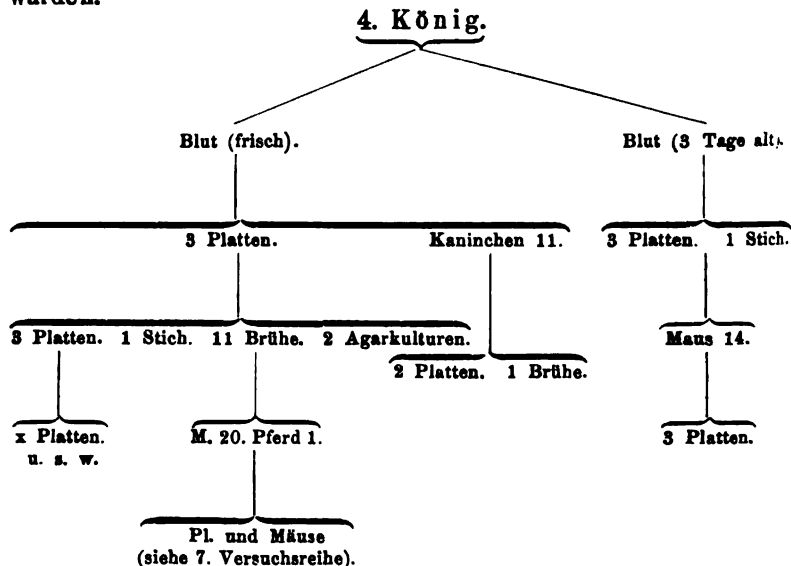 wurden.
4. König.
Blut (frisch). Blut (3 Tage alt).
3 Platten. Kaninchen 11. 3 Platten. 1 Stich.
3 Platten. 1 Stich. 11 Brühe. 2 Agarkulturen. Maus 14.
2 Platten. 1 Brühe.
x Platten. M. 20. Pferd 1. 3 Platten.
u. s. w.
Pl. und Mäuse
(siehe 7. Versuchsreihe).